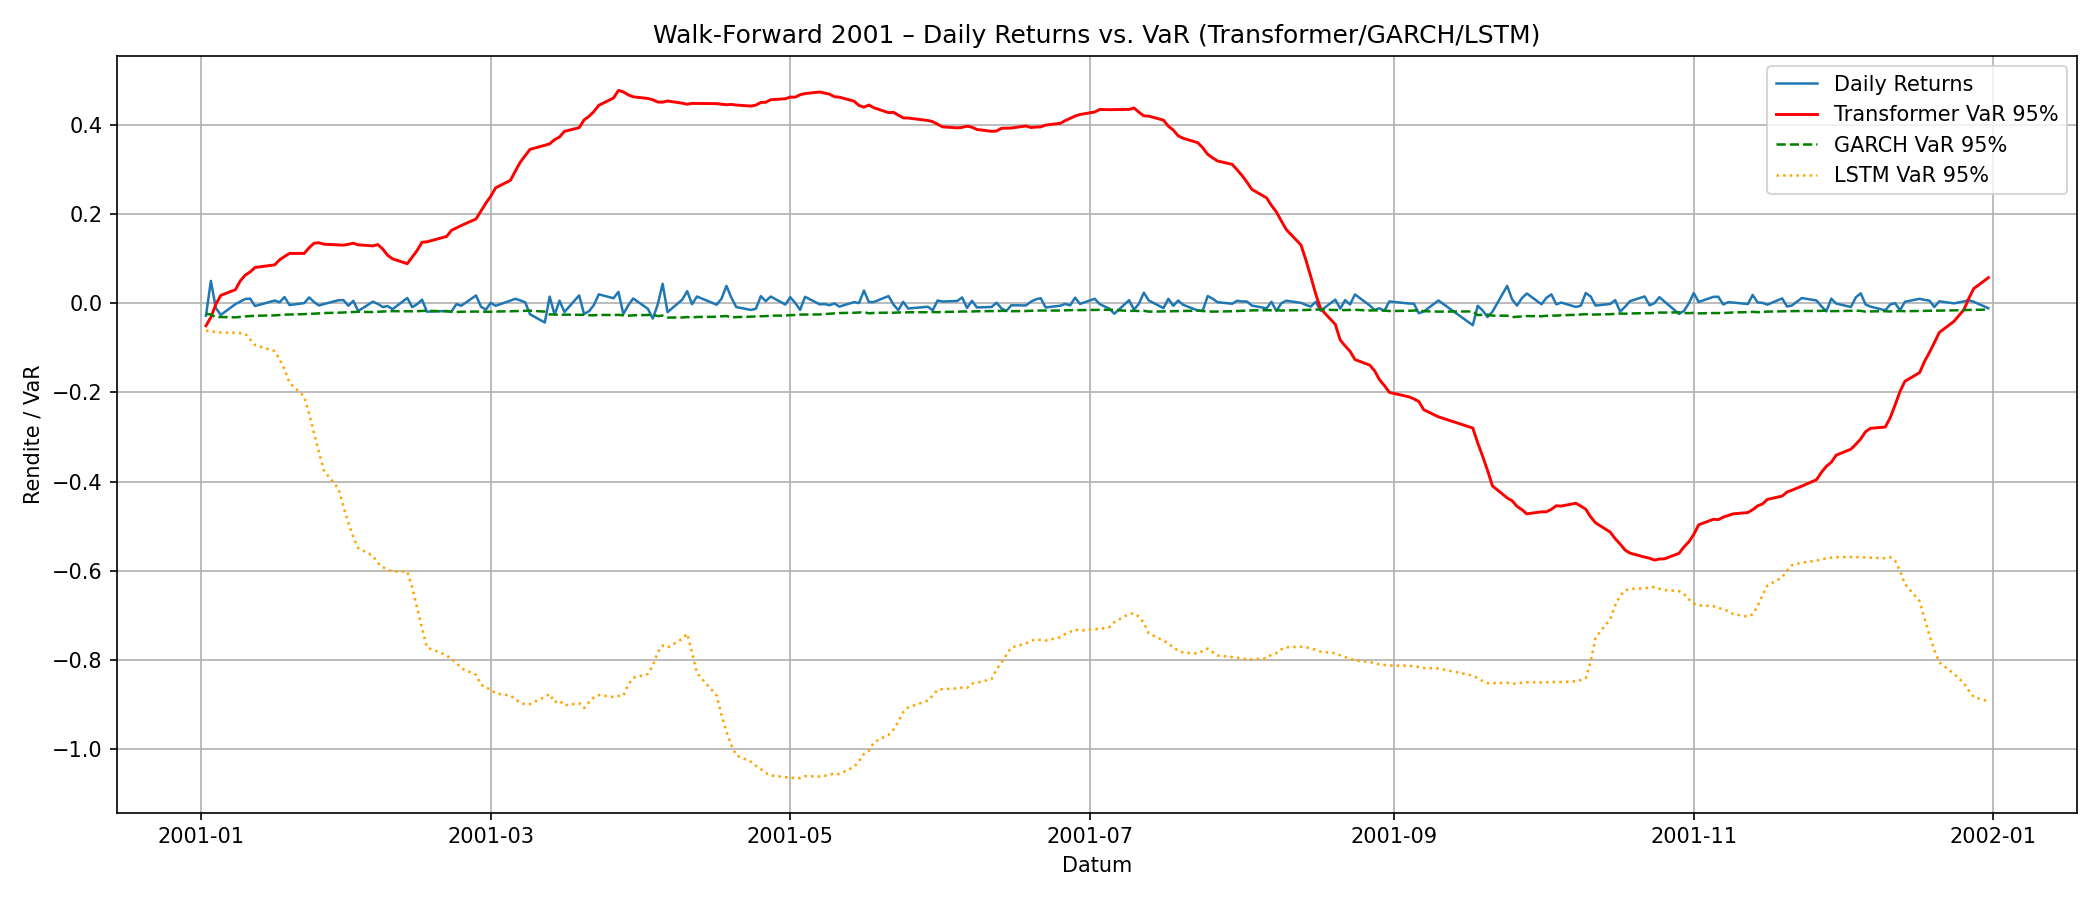 Walk-Forward 2001 – Daily Returns vs. VaR (Transformer/GARCH/LSTM)
Daily Returns
Transformer VaR 95%
GARCH VaR 95%
LSTM VaR 95%
Rendite / VaR
0.4
0.2
0.0
−0.2
−0.4
−0.6
−0.8
−1.0
2001-01
2001-03
2001-05
2001-07
2001-09
2001-11
2002-01
Datum